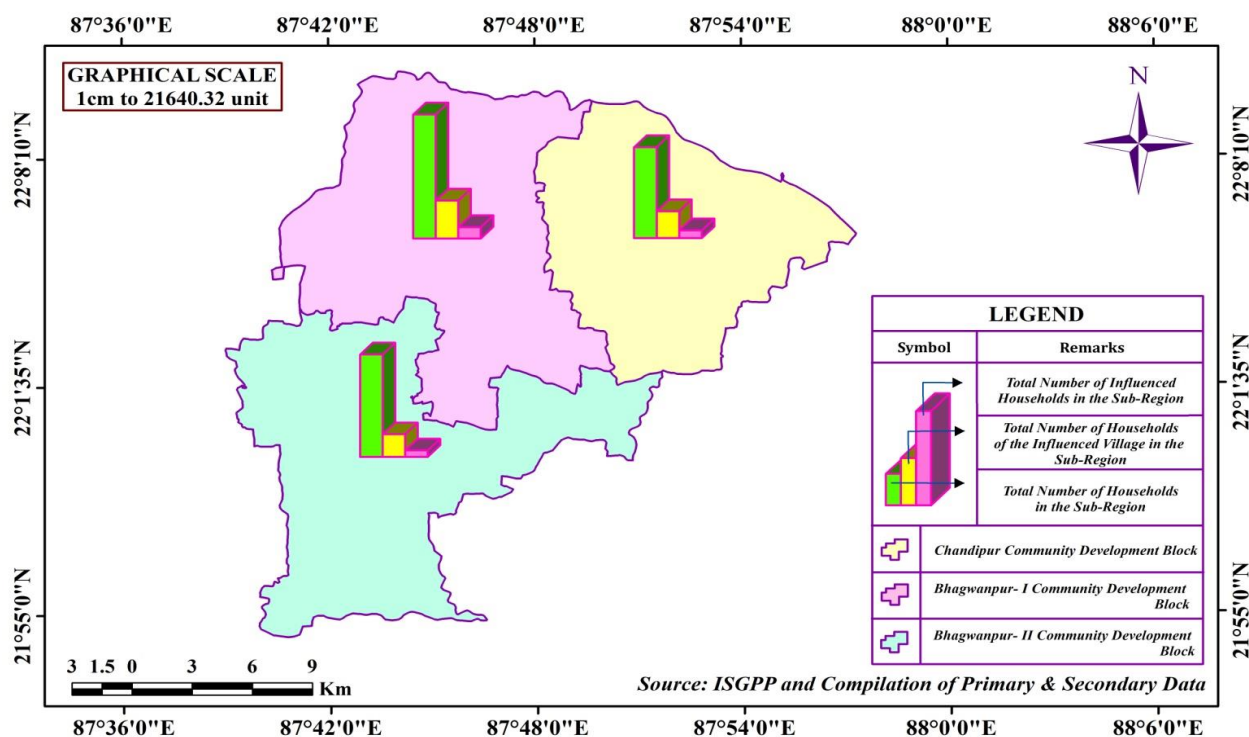 87°36'0"E 87°42'0"E 87°48'0"E 87°54'0"E 88°0'0"E 88°6'0"E
GRAPHICAL SCALE
1cm to 21640.32 unit
N
22°8'10"N 22°8'10"N
22°1'35"N 22°1'35"N
21°55'0"N 21°55'0"N
LEGEND
Symbol Remarks
Total Number of Influenced
Households in the Sub-Region
Total Number of Households
of the Influenced Village in the
Sub-Region
Total Number of Households
in the Sub-Region
Chandipur Community Development Block
Bhagwanpur- I Community Development
Block
Bhagwanpur- II Community Development
Block
3 1.5 0 3 6 9
Km
Source: ISGPP and Compilation of Primary & Secondary Data
87°36'0"E 87°42'0"E 87°48'0"E 87°54'0"E 88°0'0"E 88°6'0"E